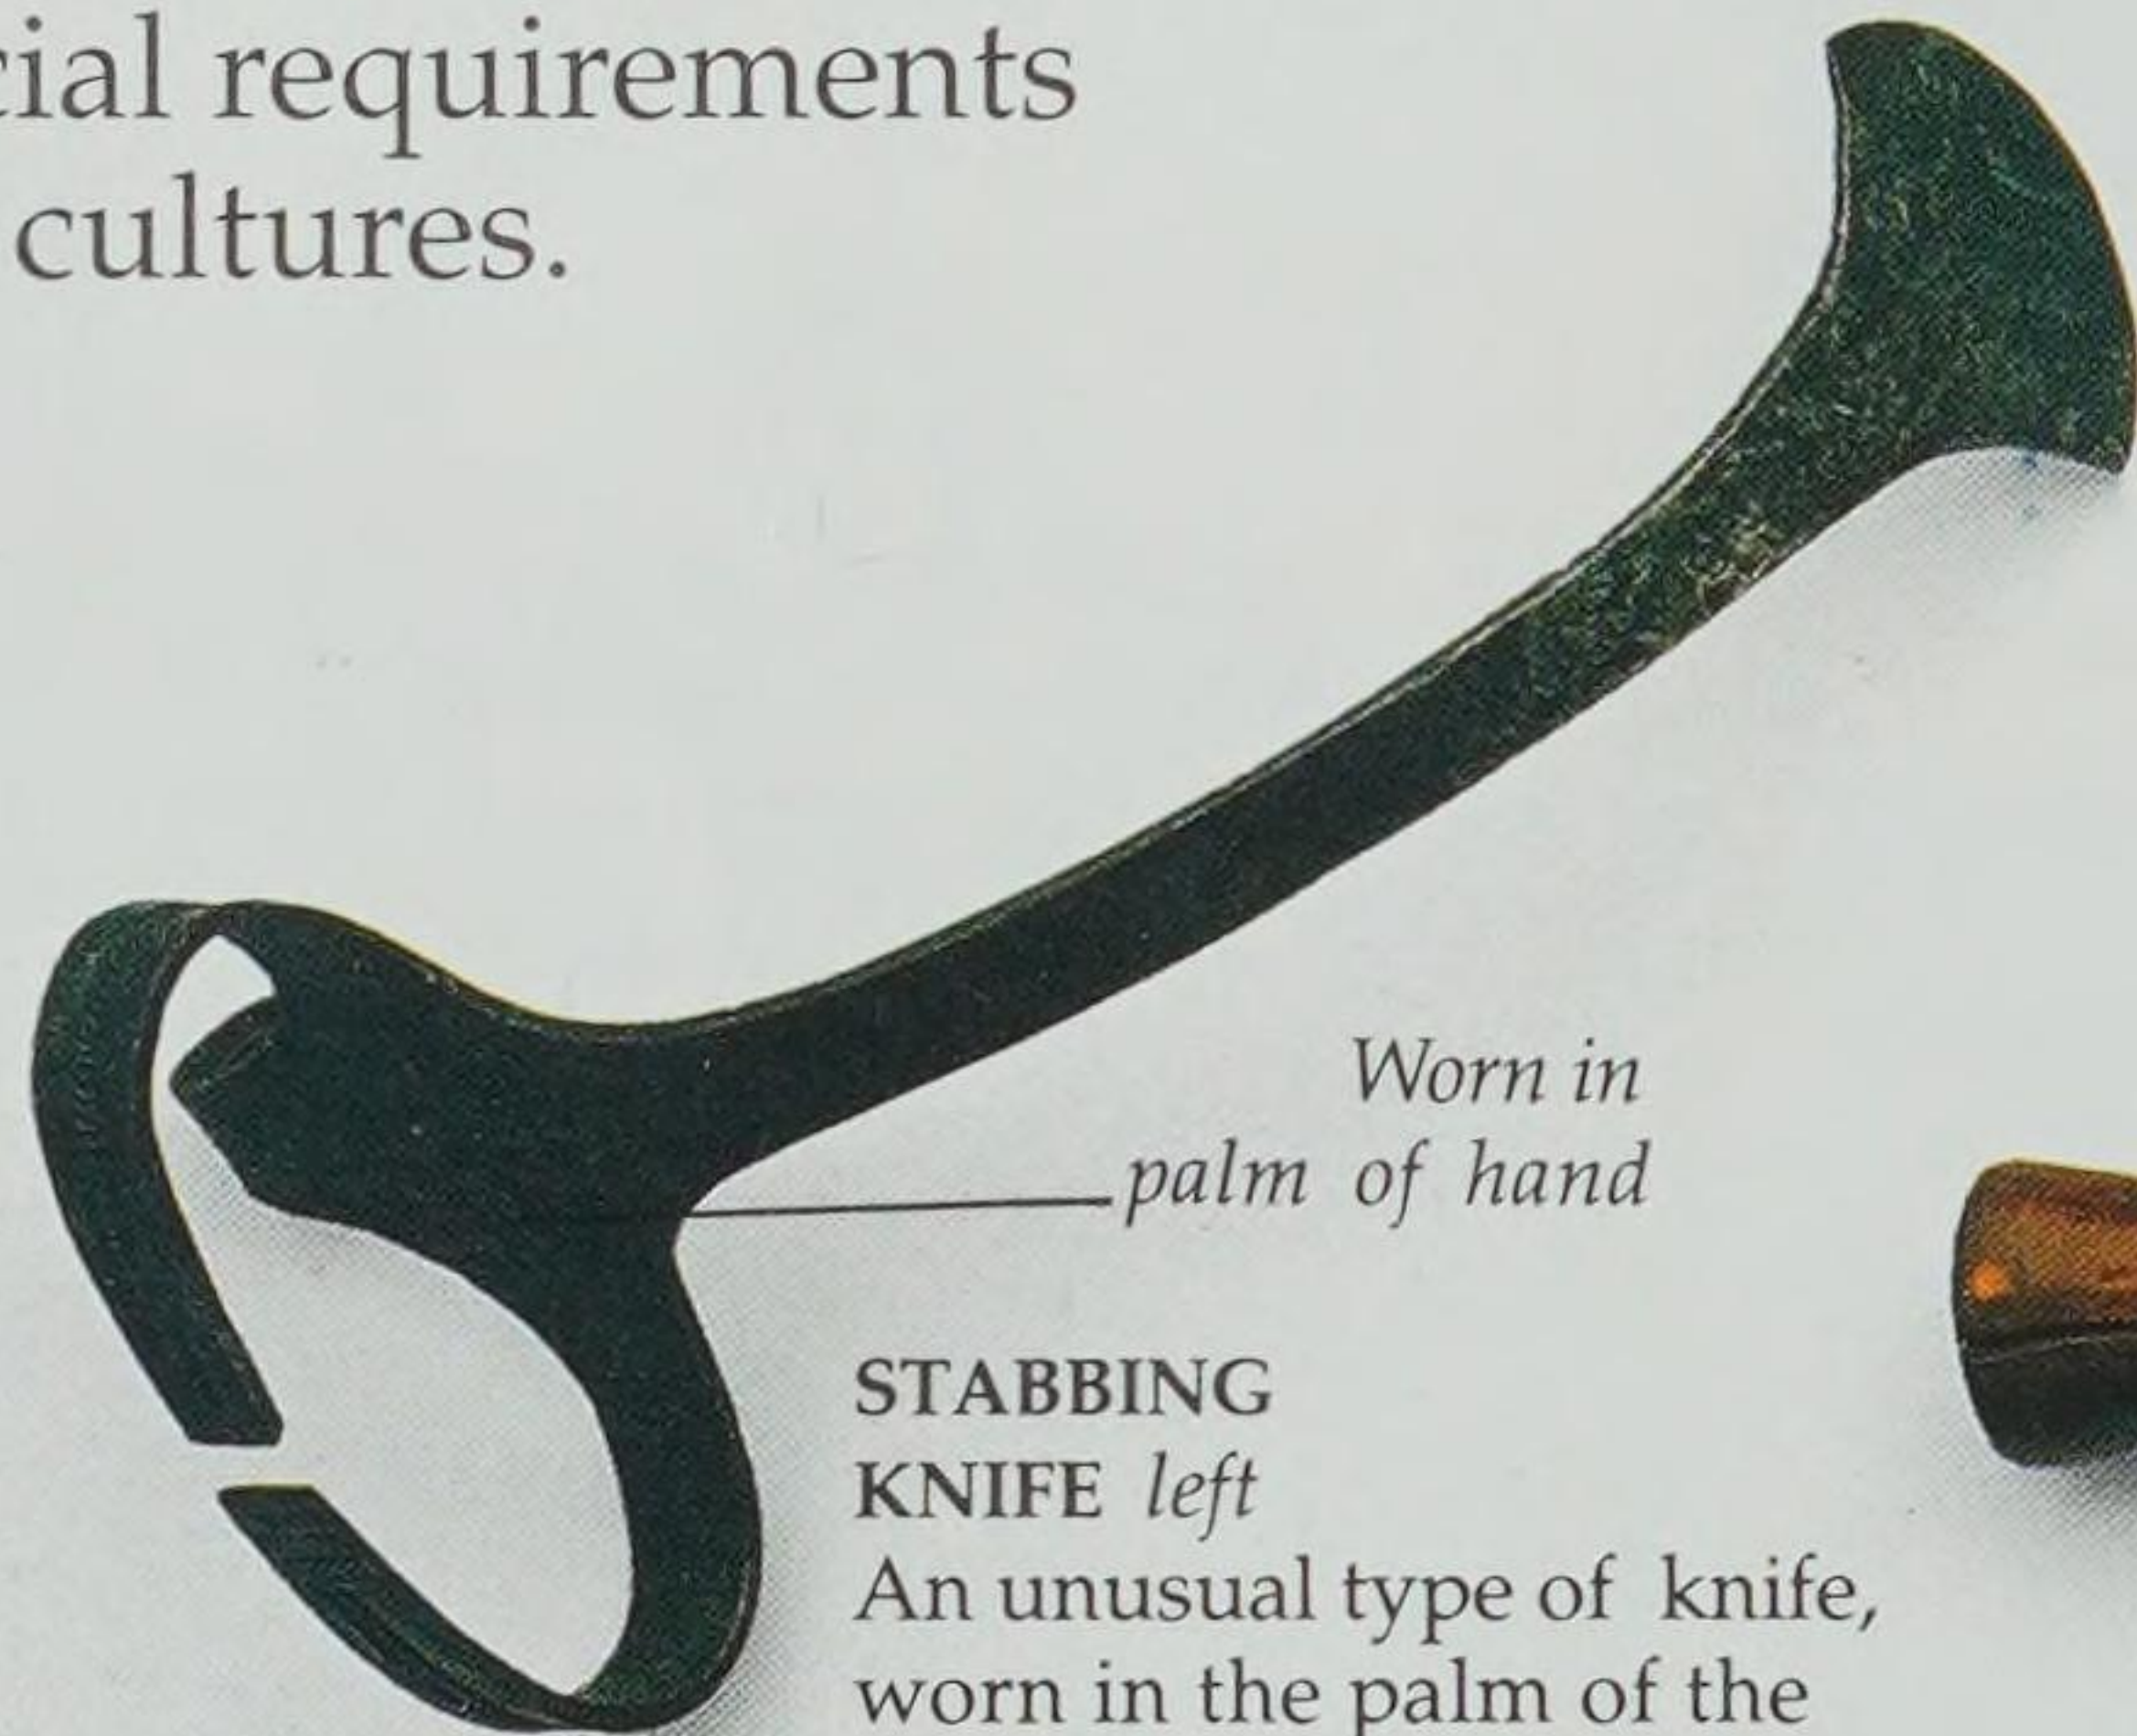 requirements
cultures.
Worn in
palm of hand
STABBING
KNIFE left
An unusual type of knife,
worn in the palm of the